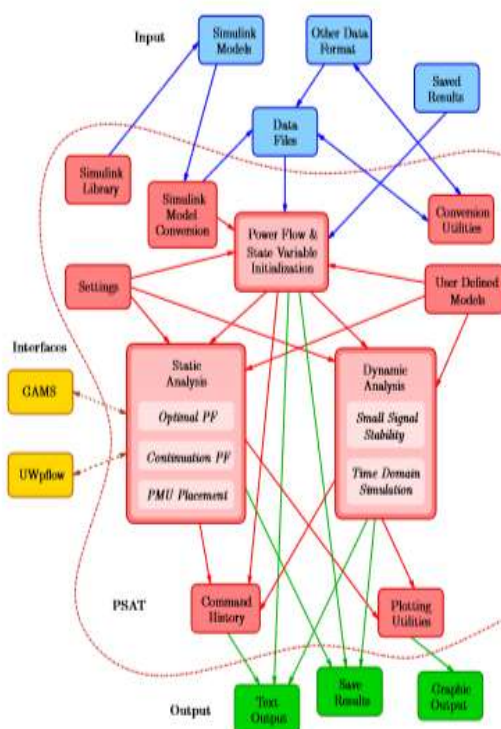 Input
Simulink
Models
Other Data
Format
Saved
Results
Data
Files
Simulink
Library
Simulink
Model
Conversion
Power Flow &
State Variable
Initialization
Conversion
Utilities
Settings
User Defined
Models
Interfaces
GAMS
UWpflow
Static
Analysis
Optimal PF
Continuation PF
PMU Placement
Dynamic
Analysis
Small Signal
Stability
Time Domain
Simulation
PSAT
Command
History
Plotting
Utilities
Output
Text
Output
Save
Results
Graphic
Output